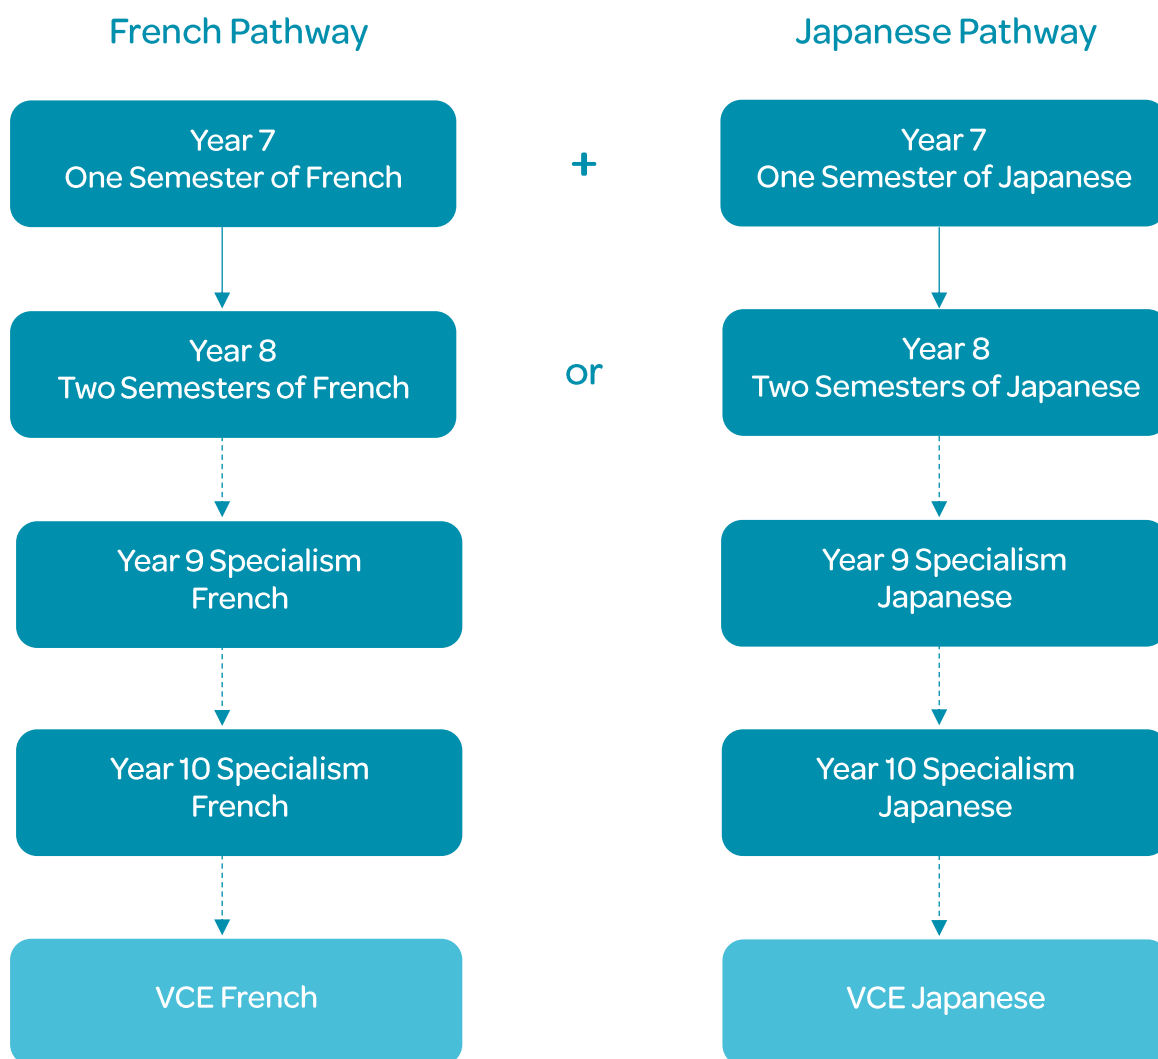 French Pathway
Japanese Pathway
Year 7
One Semester of French
+
Year 7
One Semester of Japanese
Year 8
Two Semesters of French
or
Year 8
Two Semesters of Japanese
Year 9 Specialism
French
Year 9 Specialism
Japanese
Year 10 Specialism
French
Year 10 Specialism
Japanese
VCE French
VCE Japanese